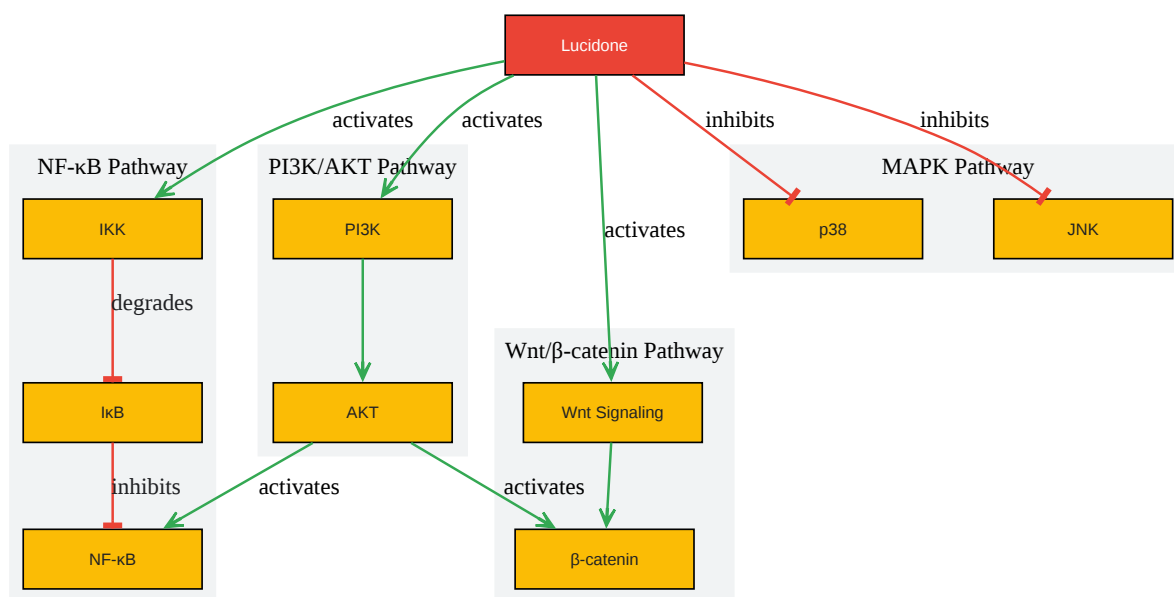 Lucidone
activates
activates
inhibits
inhibits
NF-κB Pathway
PI3K/AKT Pathway
MAPK Pathway
IKK
PI3K
activates
p38
JNK
degrades
Wnt/β-catenin Pathway
IκB
AKT
Wnt Signaling
inhibits
activates
activates
NF-κB
β-catenin